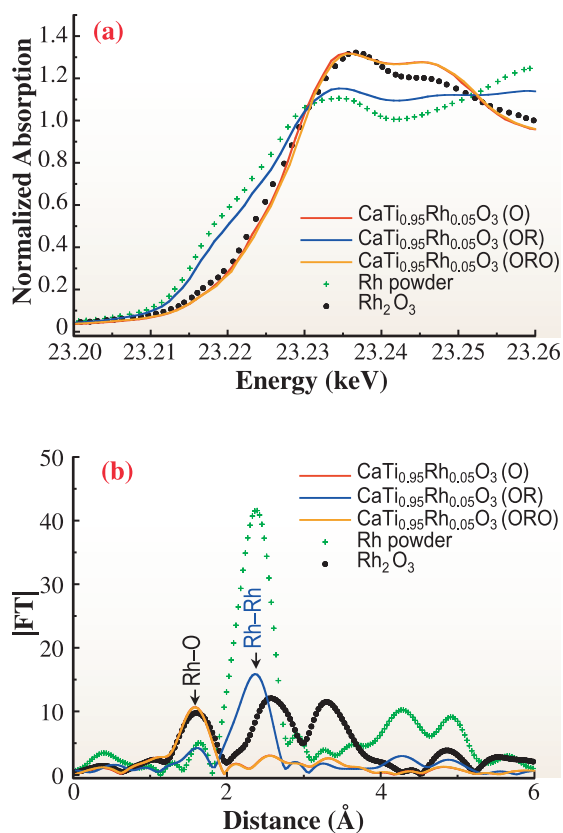 (a)
1.4
1.2
1.0
0.8
0.6
0.4
0.2
0
Normalized Absorption
CaTi0.95Rh0.05O3 (O)
CaTi0.95Rh0.05O3 (OR)
CaTi0.95Rh0.05O3 (ORO)
Rh powder
Rh2O3
23.20 23.21 23.22 23.23 23.24 23.25 23.26
Energy (keV)
(b)
50
40
30
20
10
0
|FT|
CaTi0.95Rh0.05O3 (O)
CaTi0.95Rh0.05O3 (OR)
CaTi0.95Rh0.05O3 (ORO)
Rh powder
Rh2O3
Rh–O
Rh–Rh
0 2 4 6
Distance (Å)